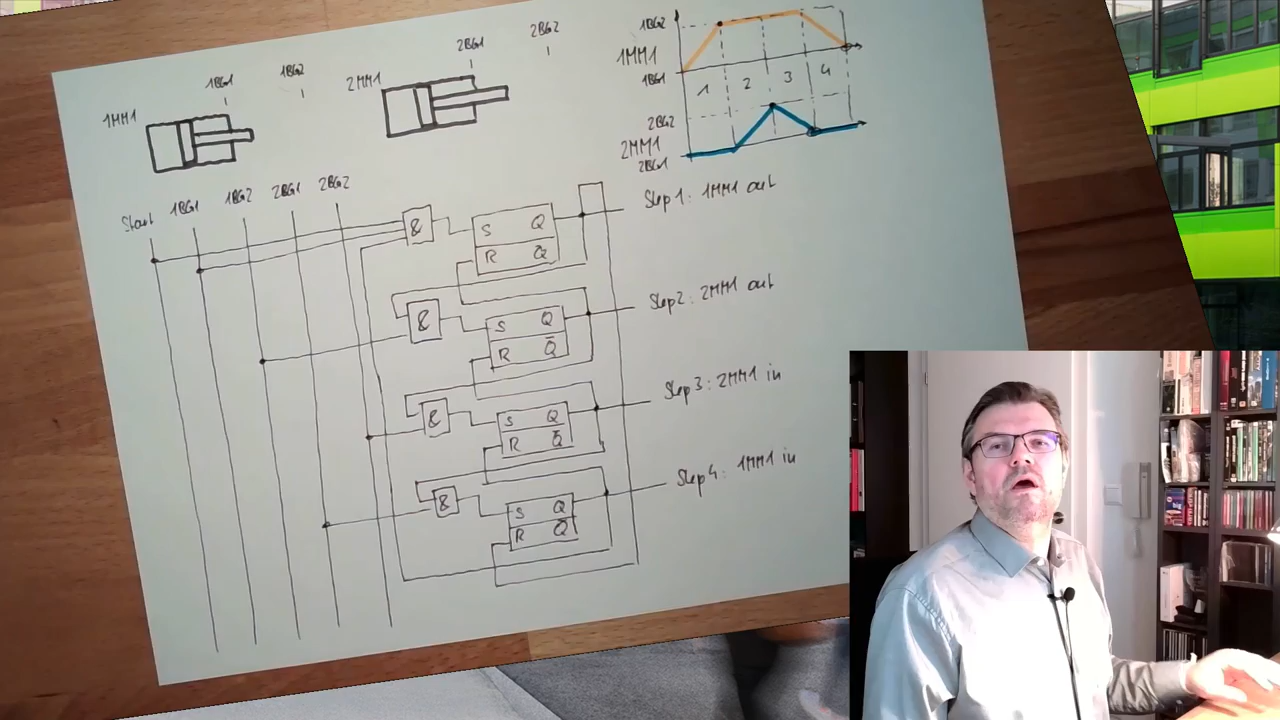 1BG1 1BG2
1MM1
2BG1 2BG2
2MM1
1BG2
1MM1
1BG1
1 2 3 4
2BG2
2MM1
2BG1
Start 1BG1 1BG2 2BG1 2BG2
& S Q
R Q̅
Step 1: 1MM1 out
& S Q
R Q̅
Step 2: 2MM1 out
& S Q
R Q̅
Step 3: 2MM1 in
& S Q
R Q̅
Step 4: 1MM1 in